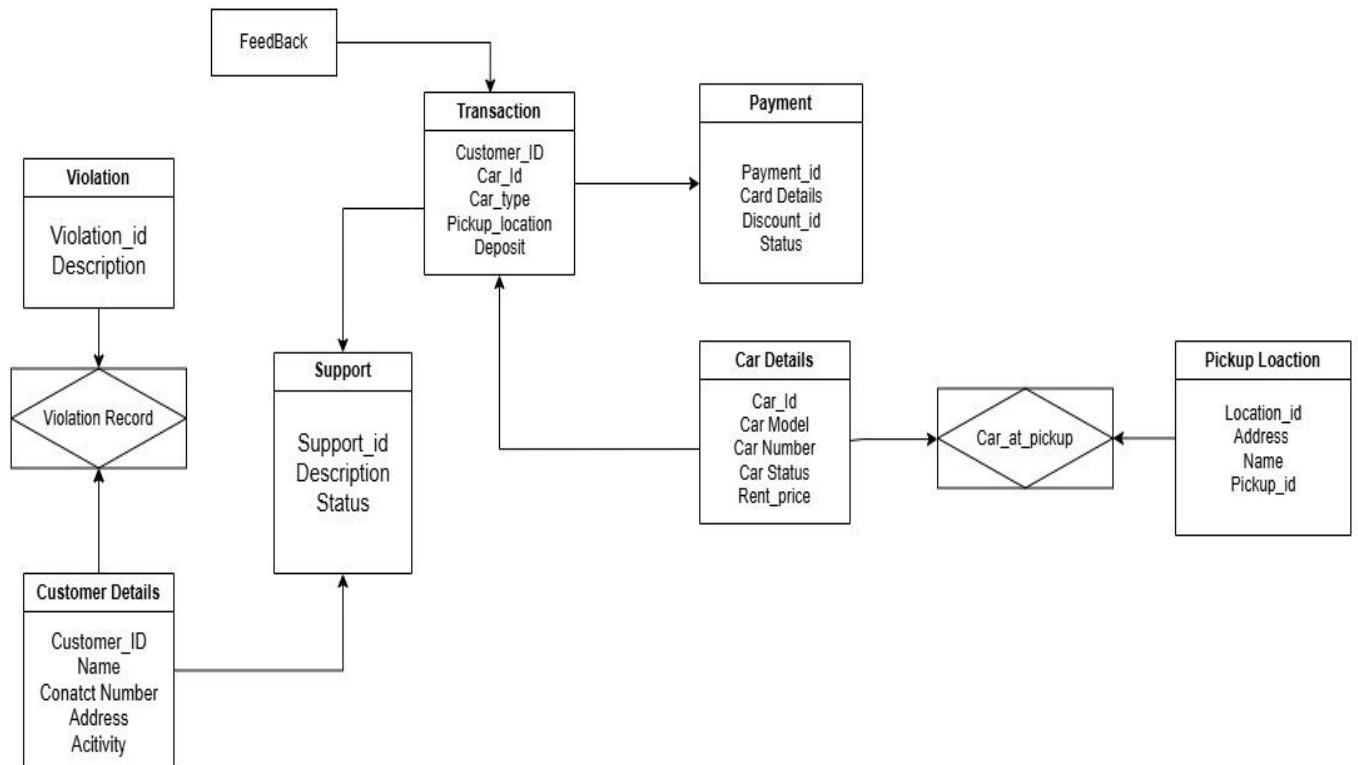 FeedBack
Transaction
Customer_ID
Car_Id
Car_type
Pickup_location
Deposit
Payment
Payment_id
Card Details
Discount_id
Status
Violation
Violation_id
Description
Violation Record
Support
Support_id
Description
Status
Car Details
Car_Id
Car Model
Car Number
Car Status
Rent_price
Car_at_pickup
Pickup Loaction
Location_id
Address
Name
Pickup_id
Customer Details
Customer_ID
Name
Conatct Number
Address
Acitivity